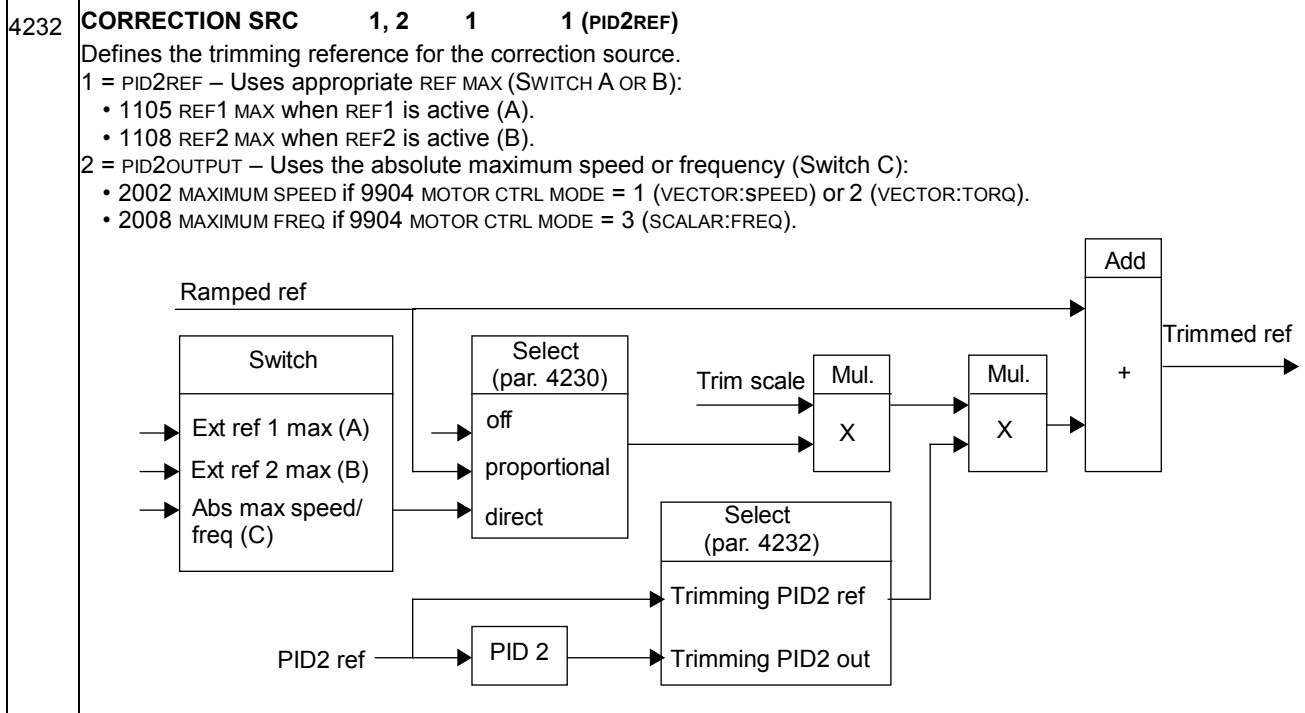 4232 CORRECTION SRC 1, 2 1 1 (PID2REF)
Defines the trimming reference for the correction source.
1 = PID2REF – Uses appropriate REF MAX (SWITCH A OR B):
• 1105 REF1 MAX when REF1 is active (A).
• 1108 REF2 MAX when REF2 is active (B).
2 = PID2OUTPUT – Uses the absolute maximum speed or frequency (Switch C):
• 2002 MAXIMUM SPEED if 9904 MOTOR CTRL MODE = 1 (VECTOR:SPEED) or 2 (VECTOR:TORQ).
• 2008 MAXIMUM FREQ if 9904 MOTOR CTRL MODE = 3 (SCALAR:FREQ).
Add
+
Ramped ref
Trimmed ref
Switch
Ext ref 1 max (A)
Ext ref 2 max (B)
Abs max speed/
freq (C)
Select
(par. 4230)
off
proportional
direct
Trim scale
Mul.
X
Mul.
X
Select
(par. 4232)
Trimming PID2 ref
Trimming PID2 out
PID2 ref
PID 2